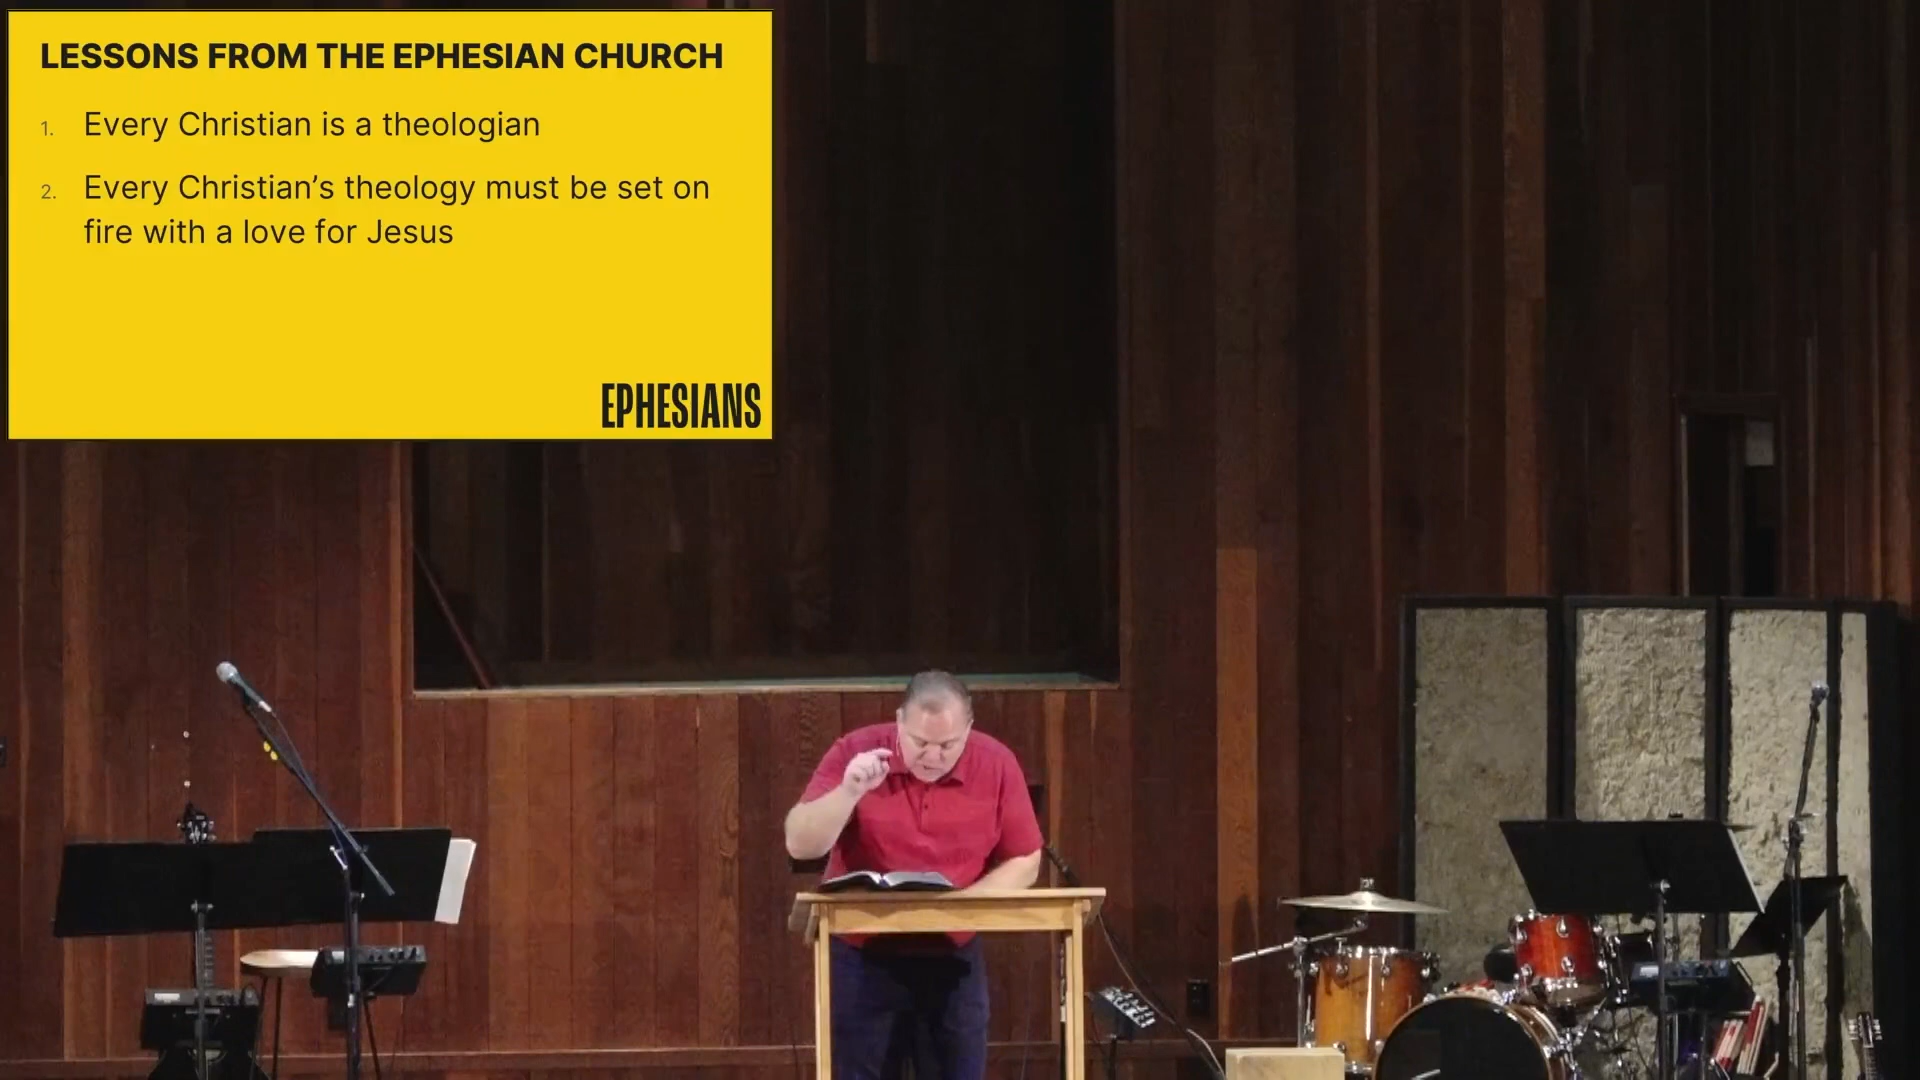 LESSONS FROM THE EPHESIAN CHURCH
1. Every Christian is a theologian
2. Every Christian’s theology must be set on
fire with a love for Jesus
EPHESIANS